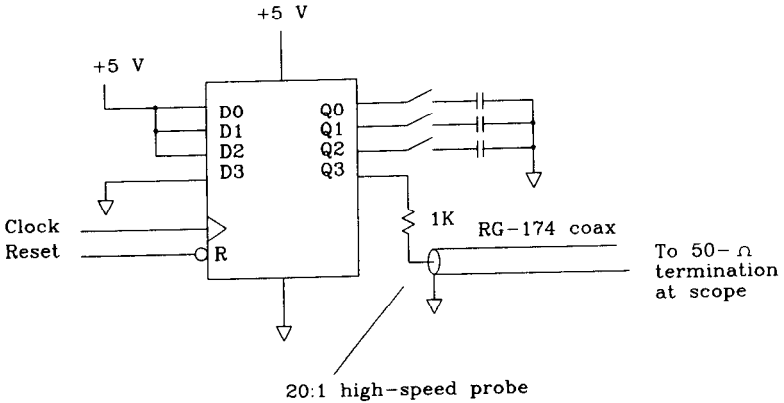 +5 V
+5 V
D0
D1
D2
D3
Q0
Q1
Q2
Q3
Clock
Reset
R
1K
RG-174 coax
To 50-Ω
termination
at scope
20:1 high-speed probe